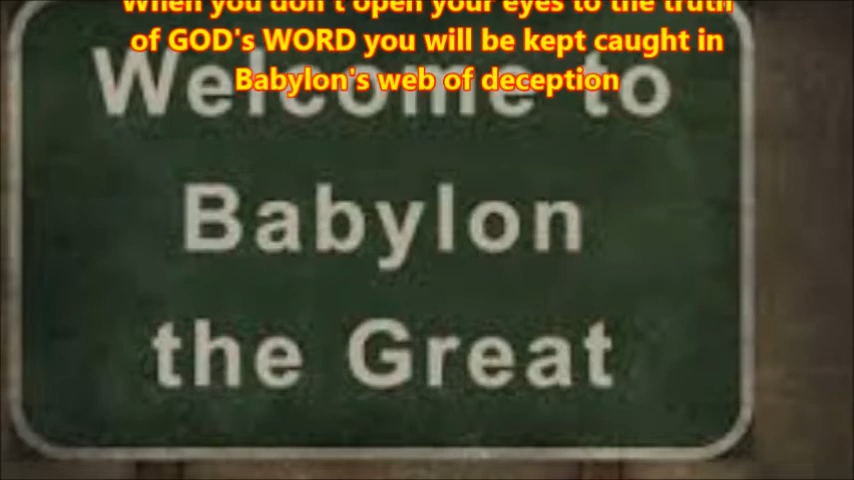 When you don't open your eyes to the truth
of GOD's WORD you will be kept caught in
Babylon's web of deception
Welcome to
Babylon
the Great